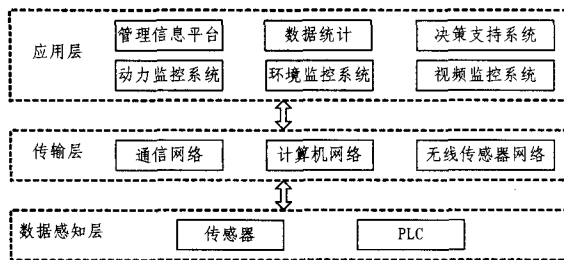 应用层
管理信息平台 数据统计 决策支持系统
动力监控系统 环境监控系统 视频监控系统
传输层 通信网络 计算机网络 无线传感器网络
数据感知层 传感器 PLC